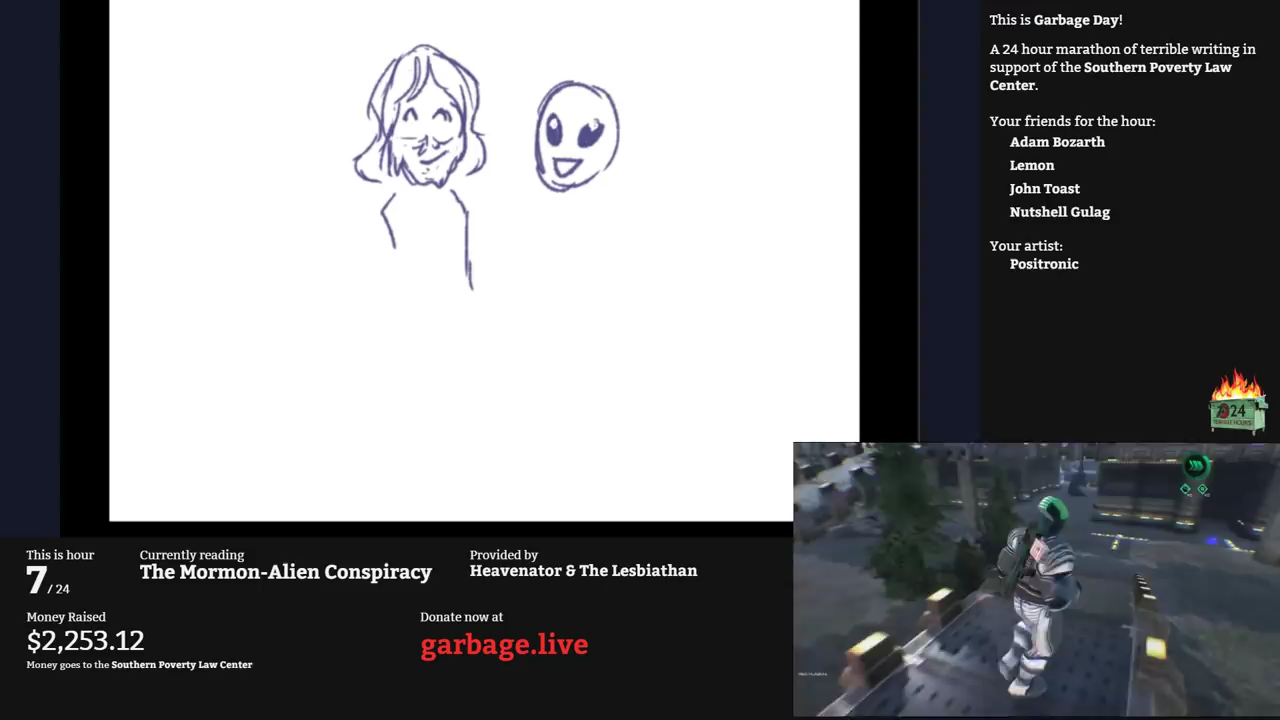 This is Garbage Day!
A 24 hour marathon of terrible writing in
support of the Southern Poverty Law
Center.
Your friends for the hour:
Adam Bozarth
Lemon
John Toast
Nutshell Gulag
Your artist:
Positronic
This is hour
7 / 24
Currently reading
The Mormon-Alien Conspiracy
Provided by
Heavenator & The Lesbiathan
Money Raised
$2,253.12
Money goes to the Southern Poverty Law Center
Donate now at
garbage.live